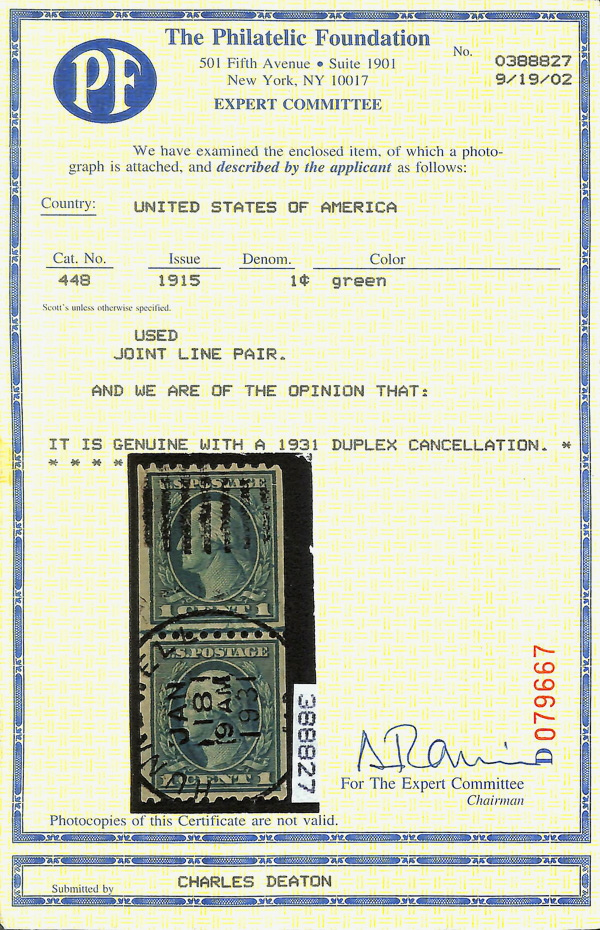 PF
The Philatelic Foundation
501 Fifth Avenue • Suite 1901
New York, NY 10017
EXPERT COMMITTEE
No. 0388827
9/19/02
We have examined the enclosed item, of which a photo-
graph is attached, and described by the applicant as follows:
Country: UNITED STATES OF AMERICA
Cat. No. Issue Denom. Color
448 1915 1¢ green
Scott's unless otherwise specified.
USED
JOINT LINE PAIR.
AND WE ARE OF THE OPINION THAT:
IT IS GENUINE WITH A 1931 DUPLEX CANCELLATION. *
* * * *
U.S. POSTAGE
1 CENT 1
U.S. POSTAGE
JAN
18
9 AM
1931
1 CENT 1
388827
D 079667
For The Expert Committee
Chairman
Photocopies of this Certificate are not valid.
Submitted by CHARLES DEATON